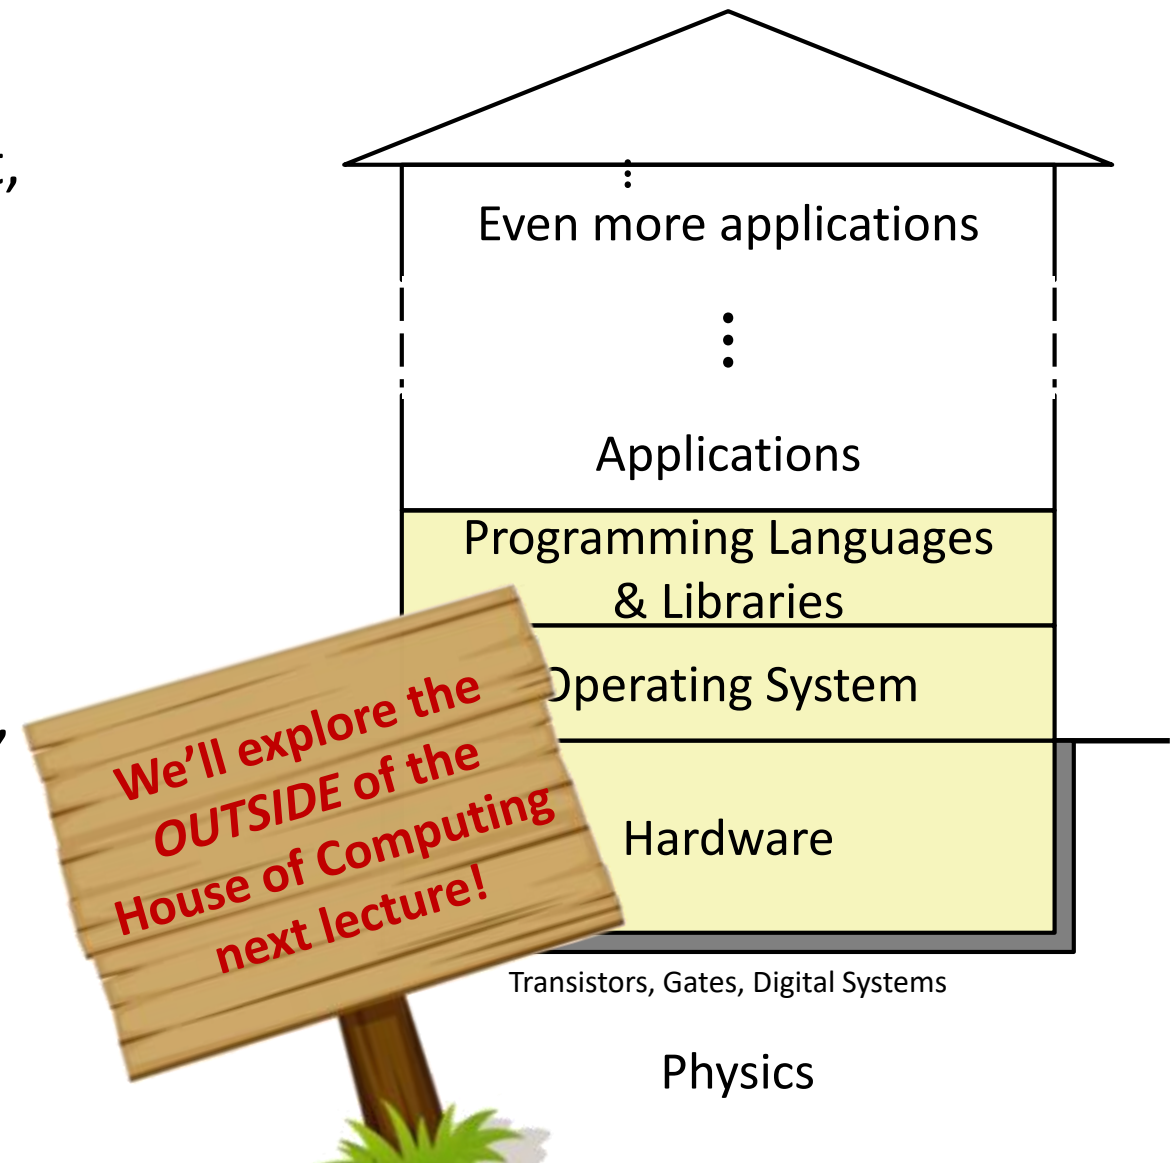 Even more applications
Applications
Programming Languages
& Libraries
Operating System
Hardware
We'll explore the
OUTSIDE of the
House of Computing
next lecture!
Transistors, Gates, Digital Systems
Physics